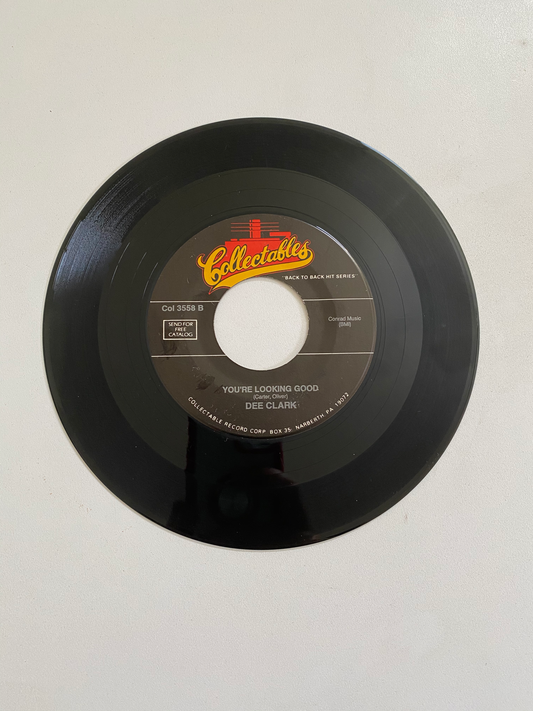 Collectables
"BACK TO BACK HIT SERIES"
Col 3558 B
SEND FOR
FREE
CATALOG
Conrad Music
(BMI)
YOU'RE LOOKING GOOD
(Carter, Oliver)
DEE CLARK
COLLECTABLE RECORD CORP BOX 35, NARBERTH PA 19072